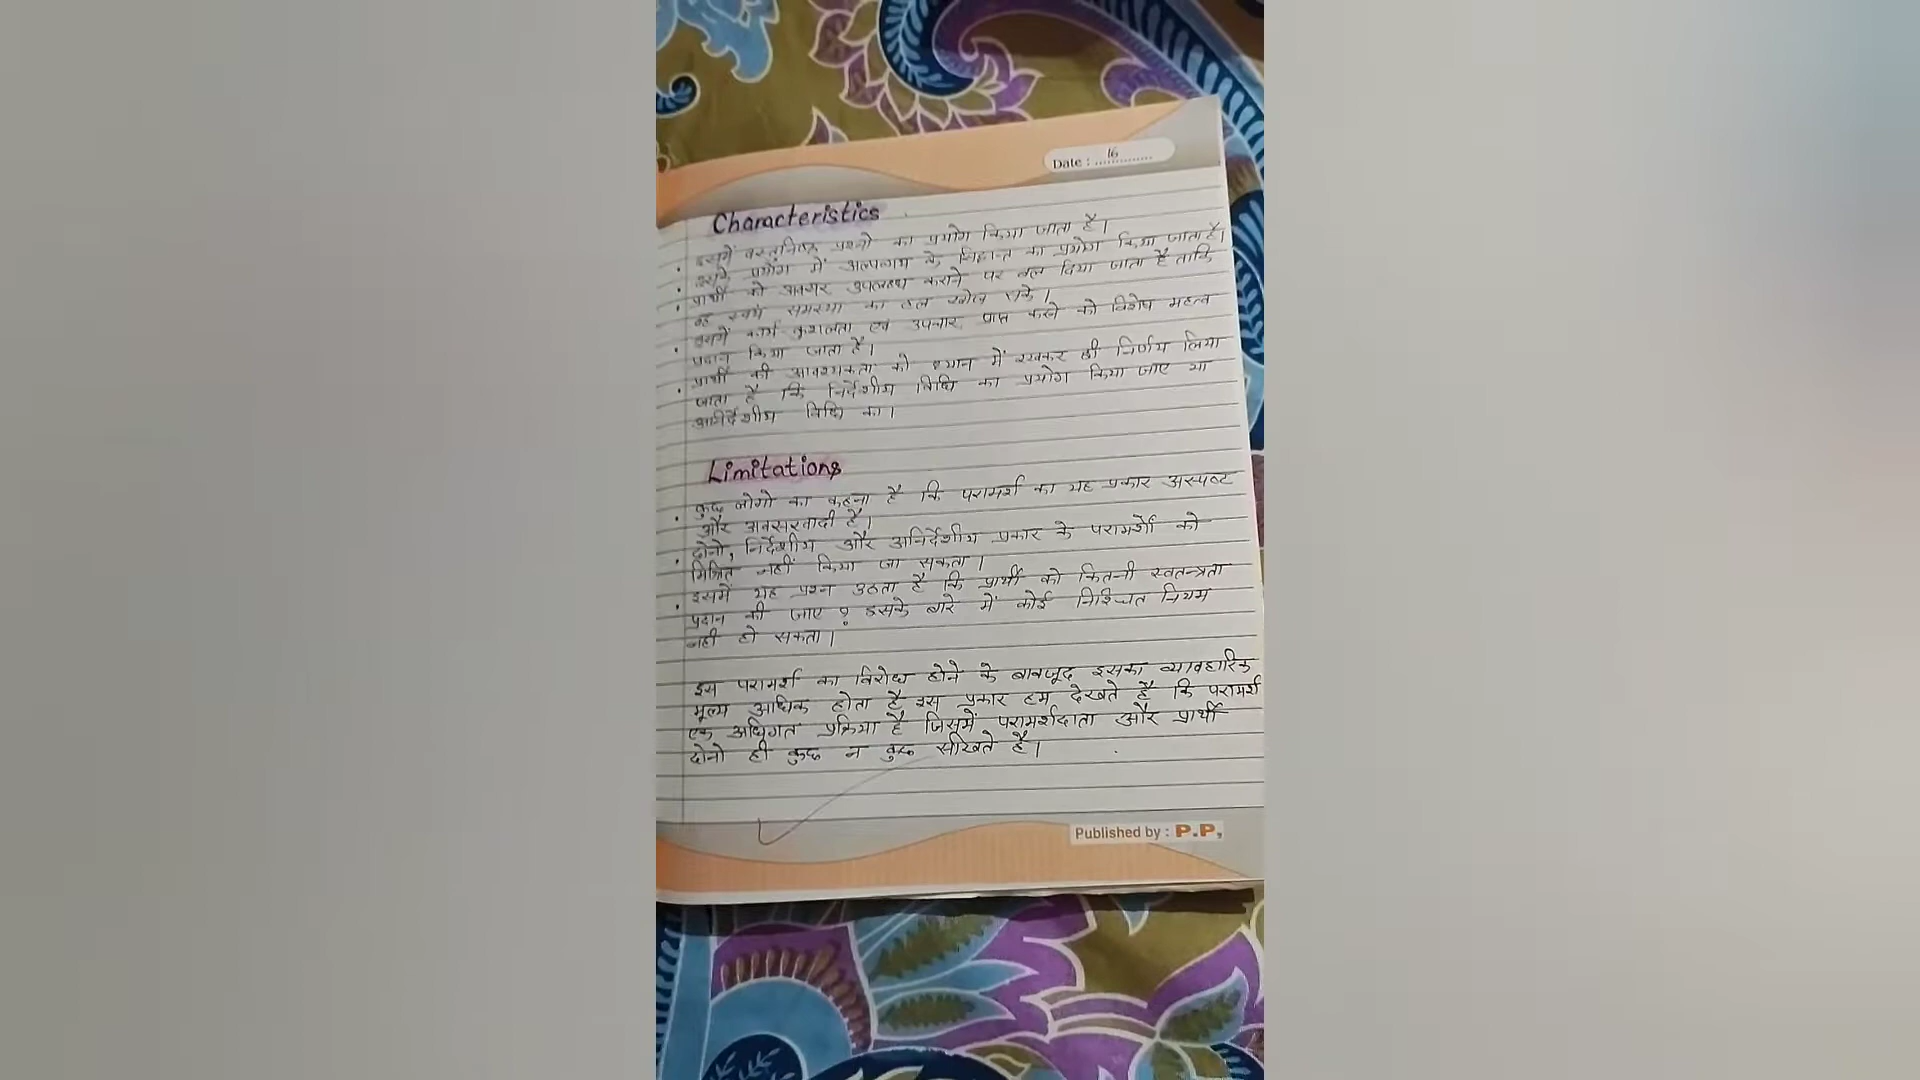 Date : 16
Characteristics
इसमें वस्तुनिष्ठ प्रश्नो का प्रयोग किया जाता है।
• इसके प्रयोग में अल्पव्यय के सिद्धान्त का प्रयोग किया जाता है।
• प्रार्थी को अवसर उपलब्ध कराने पर बल दिया जाता है ताकि
वह स्वयं समस्या का हल खोज सके।
• इसमें कार्य कुशलता एवं उपचार प्राप्त करने को विशेष महत्व
प्रदान किया जाता है।
• प्रार्थी की आवश्यकता को ध्यान में रखकर ही निर्णय लिया
जाता है कि निर्देशीय विधि का प्रयोग किया जाए या
अनिर्देशीय विधि का।
Limitations
• कुछ लोगो का कहना है कि परामर्श का यह प्रकार अस्पष्ट
और अवसरवादी है।
• दोनो, निर्देशीय और अनिर्देशीय प्रकार के परामर्शों को
मिश्रित नहीं किया जा सकता।
• इसमें यह प्रश्न उठता है कि प्रार्थी को कितनी स्वतन्त्रता
प्रदान की जाए ? इसके बारे में कोई निश्चित नियम
नही हो सकता।
इस परामर्श का विरोध होने के बावजूद इसका व्यावहारिक
मूल्य अधिक होता है इस प्रकार हम देखते है कि परामर्श
एक अधिगत प्रक्रिया है जिसमें परामर्शदाता और प्रार्थी
दोनो ही कुछ न कुछ सीखते है।
Published by : P.P,